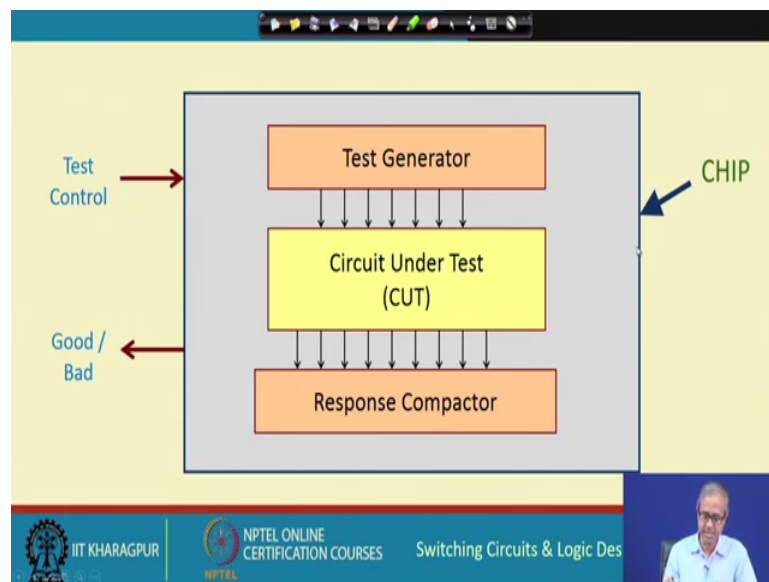 Test Generator
Test
Control
CHIP
Circuit Under Test
(CUT)
Good /
Bad
Response Compactor
IIT KHARAGPUR
NPTEL
NPTEL ONLINE
CERTIFICATION COURSES
Switching Circuits & Logic Des